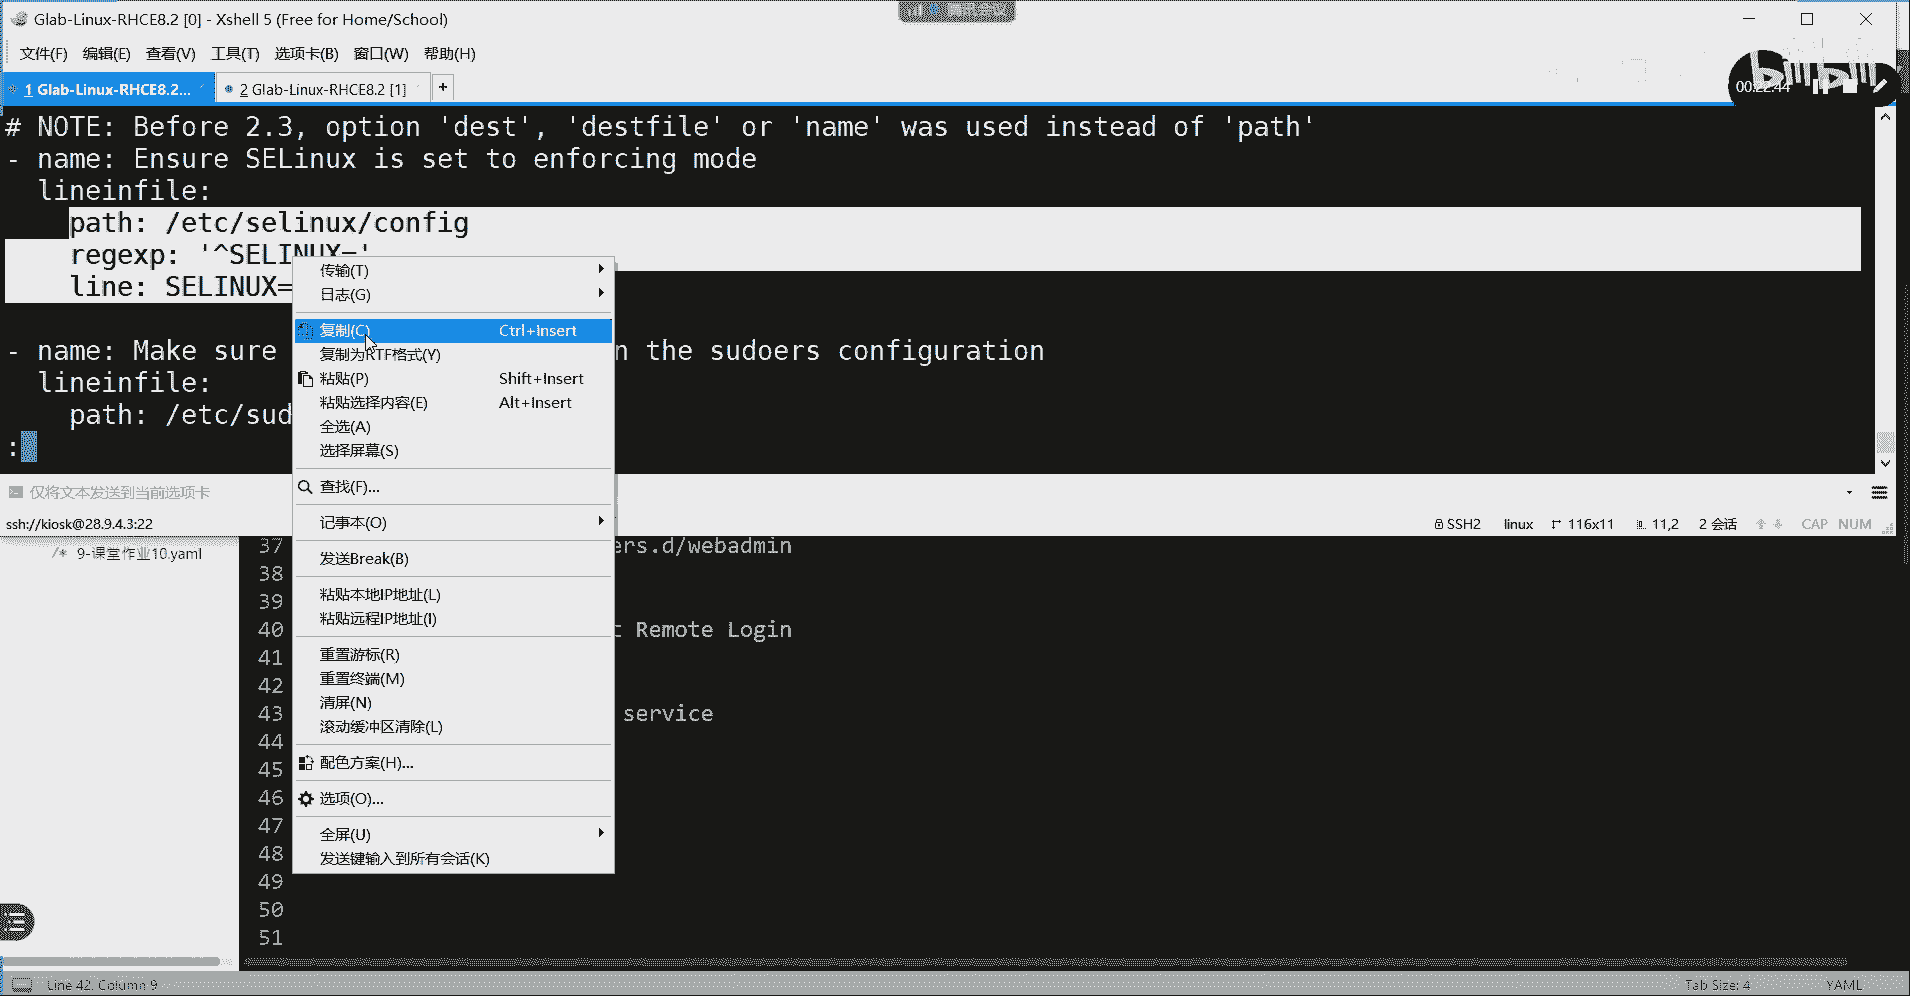 Glab-Linux-RHCE8.2 [0] - Xshell 5 (Free for Home/School)
文件(F) 编辑(E) 查看(V) 工具(T) 选项卡(B) 窗口(W) 帮助(H)
1 Glab-Linux-RHCE8.2... 2 Glab-Linux-RHCE8.2 [1] +
00:22:44
# NOTE: Before 2.3, option 'dest', 'destfile' or 'name' was used instead of 'path'
- name: Ensure SELinux is set to enforcing mode
lineinfile:
path: /etc/selinux/config
regexp: '^SELINUX='
line: SELINUX=
- name: Make sure n the sudoers configuration
lineinfile:
path: /etc/sud
:
传输(T)
日志(G)
复制(C) Ctrl+Insert
复制为RTF格式(Y)
粘贴(P) Shift+Insert
粘贴选择内容(E) Alt+Insert
全选(A)
选择屏幕(S)
查找(F)...
记事本(O)
发送Break(B)
粘贴本地IP地址(L)
粘贴远程IP地址(I)
重置游标(R)
重置终端(M)
清屏(N)
滚动缓冲区清除(L)
配色方案(H)...
选项(O)...
全屏(U)
发送键输入到所有会话(K)
仅将文本发送到当前选项卡
ssh://kiosk@28.9.4.3:22 SSH2 linux 116x11 11,2 2 会话 CAP NUM
/* 9-课堂作业10.yaml
37 ers.d/webadmin
38
39
40 t Remote Login
41
42
43 service
44
45
46
47
48
49
50
51
Line 42, Column 9 Tab Size: 4 YAML